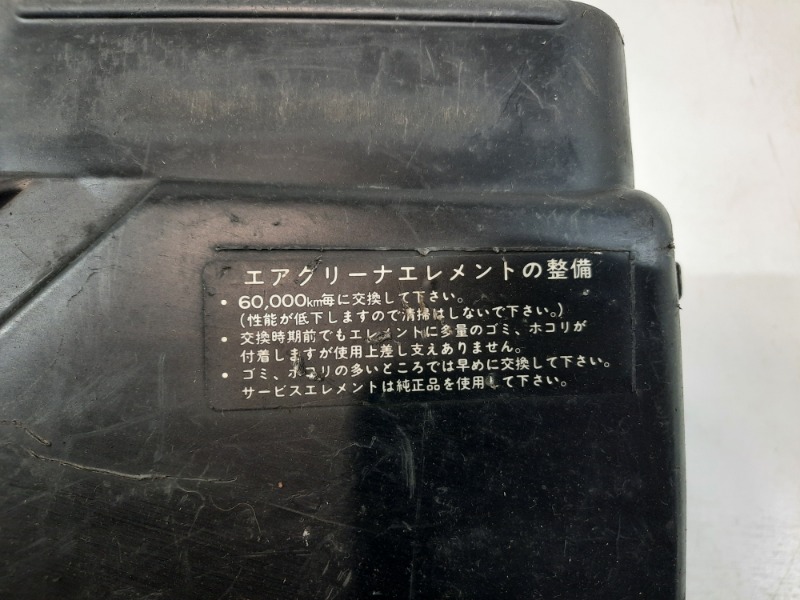 エアクリーナエレメントの整備
• 60,000km毎に交換して下さい。
(性能が低下しますので清掃はしないで下さい。)
• 交換時期前でもエレメントに多量のゴミ、ホコリが
付着しますが使用上差し支えありません。
• ゴミ、ホコリの多いところでは早めに交換して下さい。
サービスエレメントは純正品を使用して下さい。